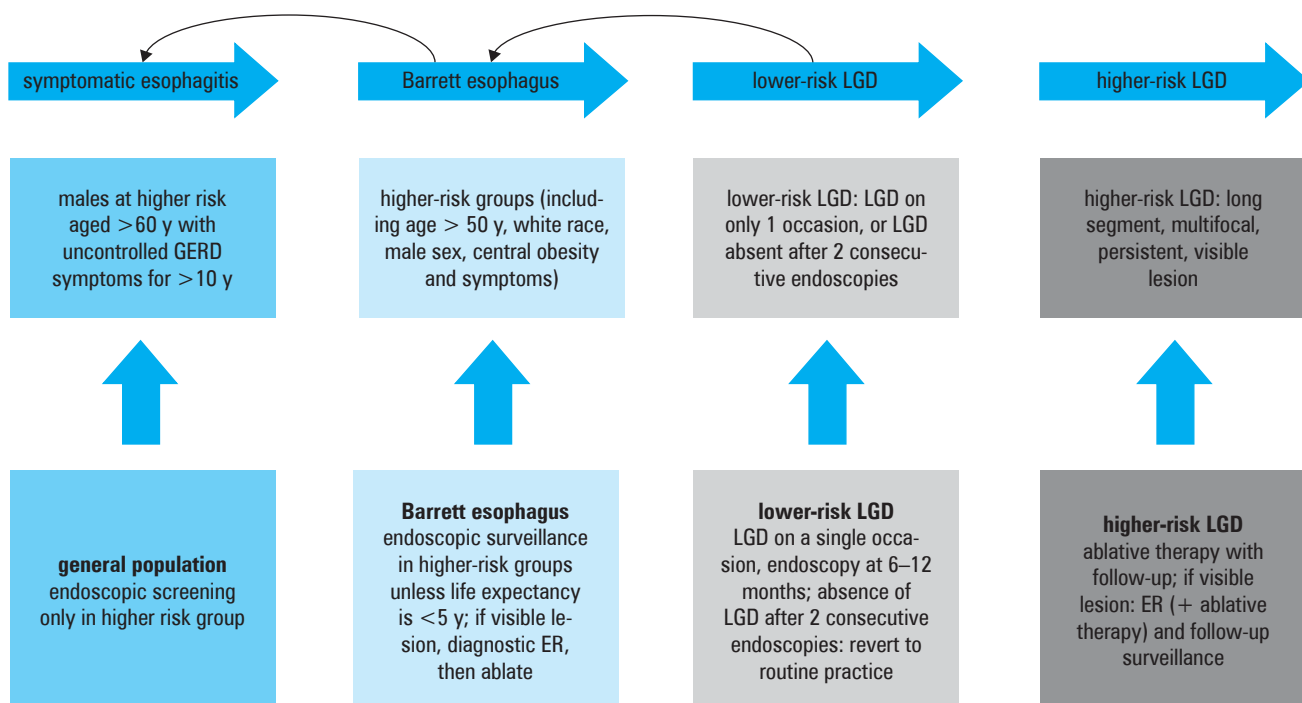 symptomatic esophagitis
Barrett esophagus
lower-risk LGD
higher-risk LGD
males at higher risk
aged >60 y with
uncontrolled GERD
symptoms for >10 y
higher-risk groups (includ-
ing age > 50 y, white race,
male sex, central obesity
and symptoms)
lower-risk LGD: LGD on
only 1 occasion, or LGD
absent after 2 consecu-
tive endoscopies
higher-risk LGD: long
segment, multifocal,
persistent, visible
lesion
general population
endoscopic screening
only in higher risk group
Barrett esophagus
endoscopic surveillance
in higher-risk groups
unless life expectancy
is <5 y; if visible le-
sion, diagnostic ER,
then ablate
lower-risk LGD
LGD on a single occa-
sion, endoscopy at 6–12
months; absence of
LGD after 2 consecutive
endoscopies: revert to
routine practice
higher-risk LGD
ablative therapy with
follow-up; if visible
lesion: ER (+ ablative
therapy) and follow-up
surveillance